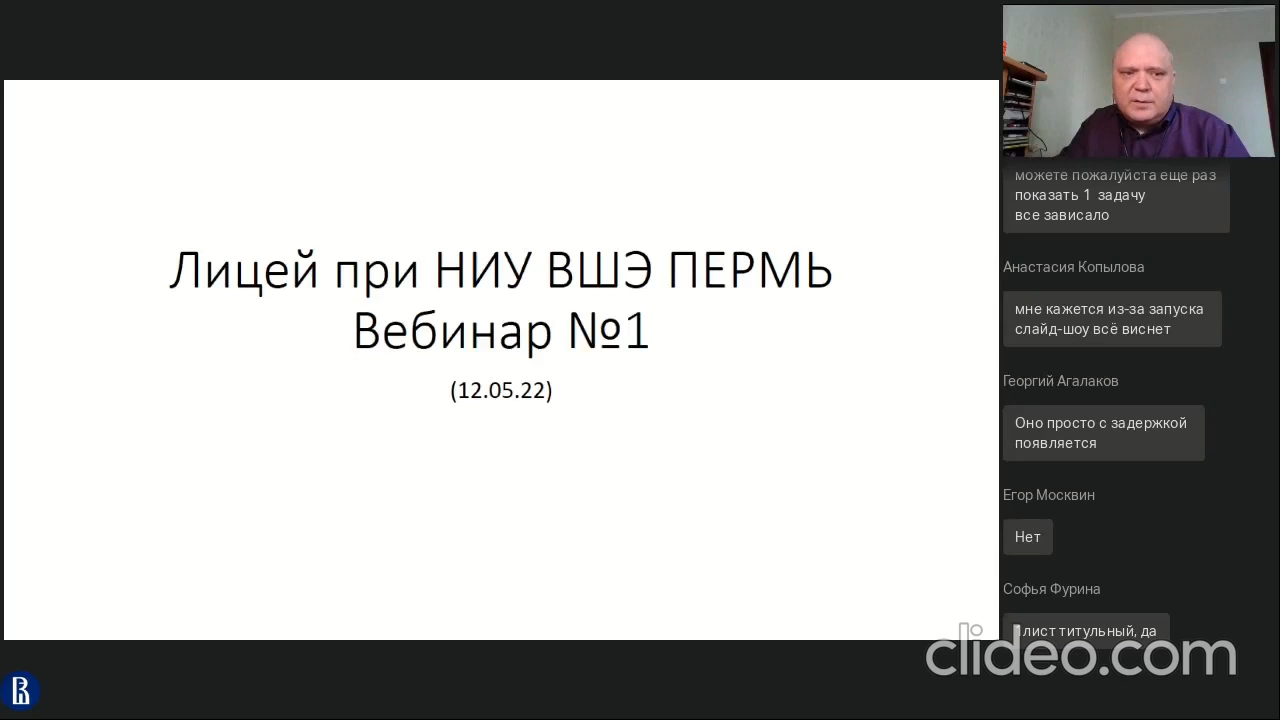 Лицей при НИУ ВШЭ ПЕРМЬ
Вебинар №1
(12.05.22)
можете пожалуйста еще раз
показать 1 задачу
все зависало
Анастасия Копылова
мне кажется из-за запуска
слайд-шоу всё виснет
Георгий Агалаков
Оно просто с задержкой
появляется
Егор Москвин
Нет
Софья Фурина
лист титульный, да
clideo.com